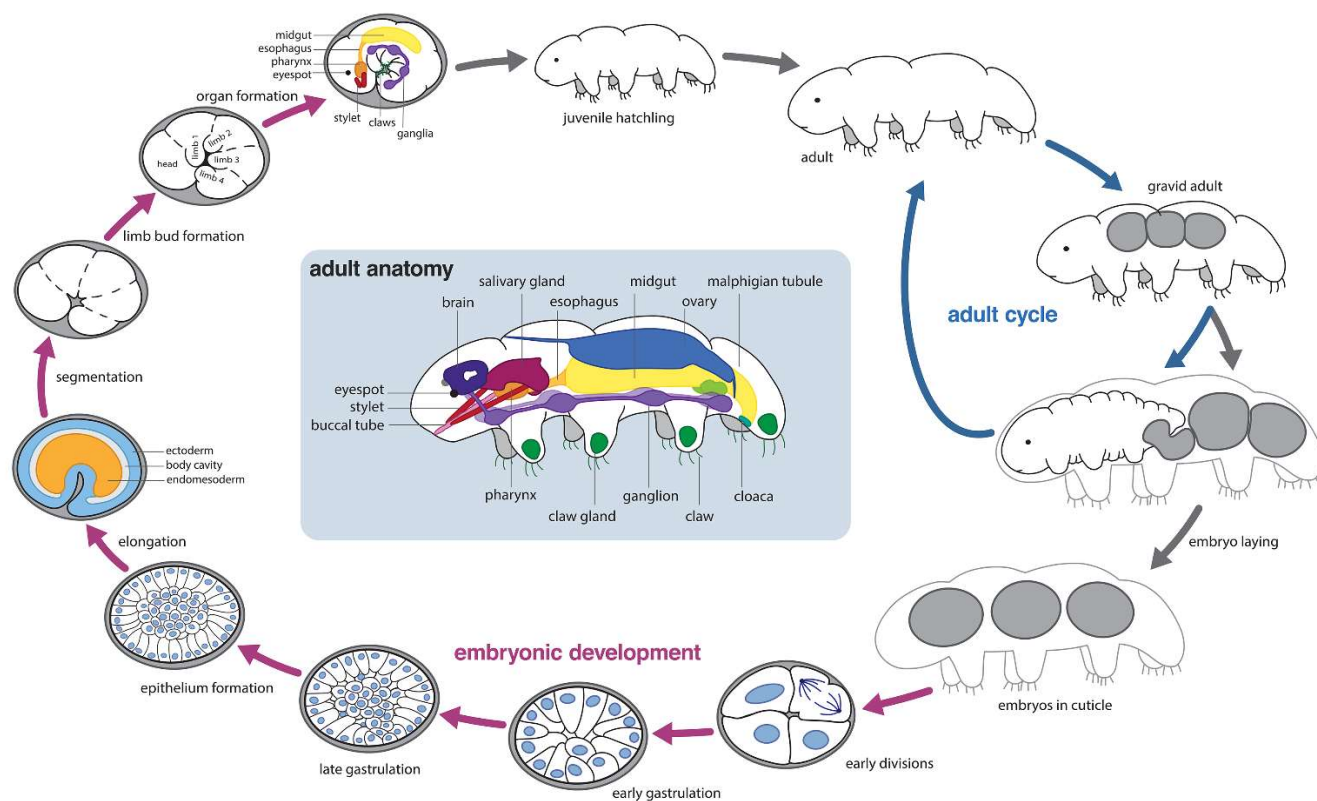 midgut
esophagus
pharynx
eyespot
stylet
claws
ganglia
organ formation
juvenile hatchling
adult
gravid adult
head
limb 1
limb 2
limb 3
limb 4
limb bud formation
adult anatomy
salivary gland
midgut
malphigian tubule
brain
esophagus
ovary
eyespot
stylet
buccal tube
pharynx
ganglion
cloaca
claw gland
claw
adult cycle
segmentation
ectoderm
body cavity
endomesoderm
elongation
embryo laying
epithelium formation
embryonic development
embryos in cuticle
late gastrulation
early divisions
early gastrulation